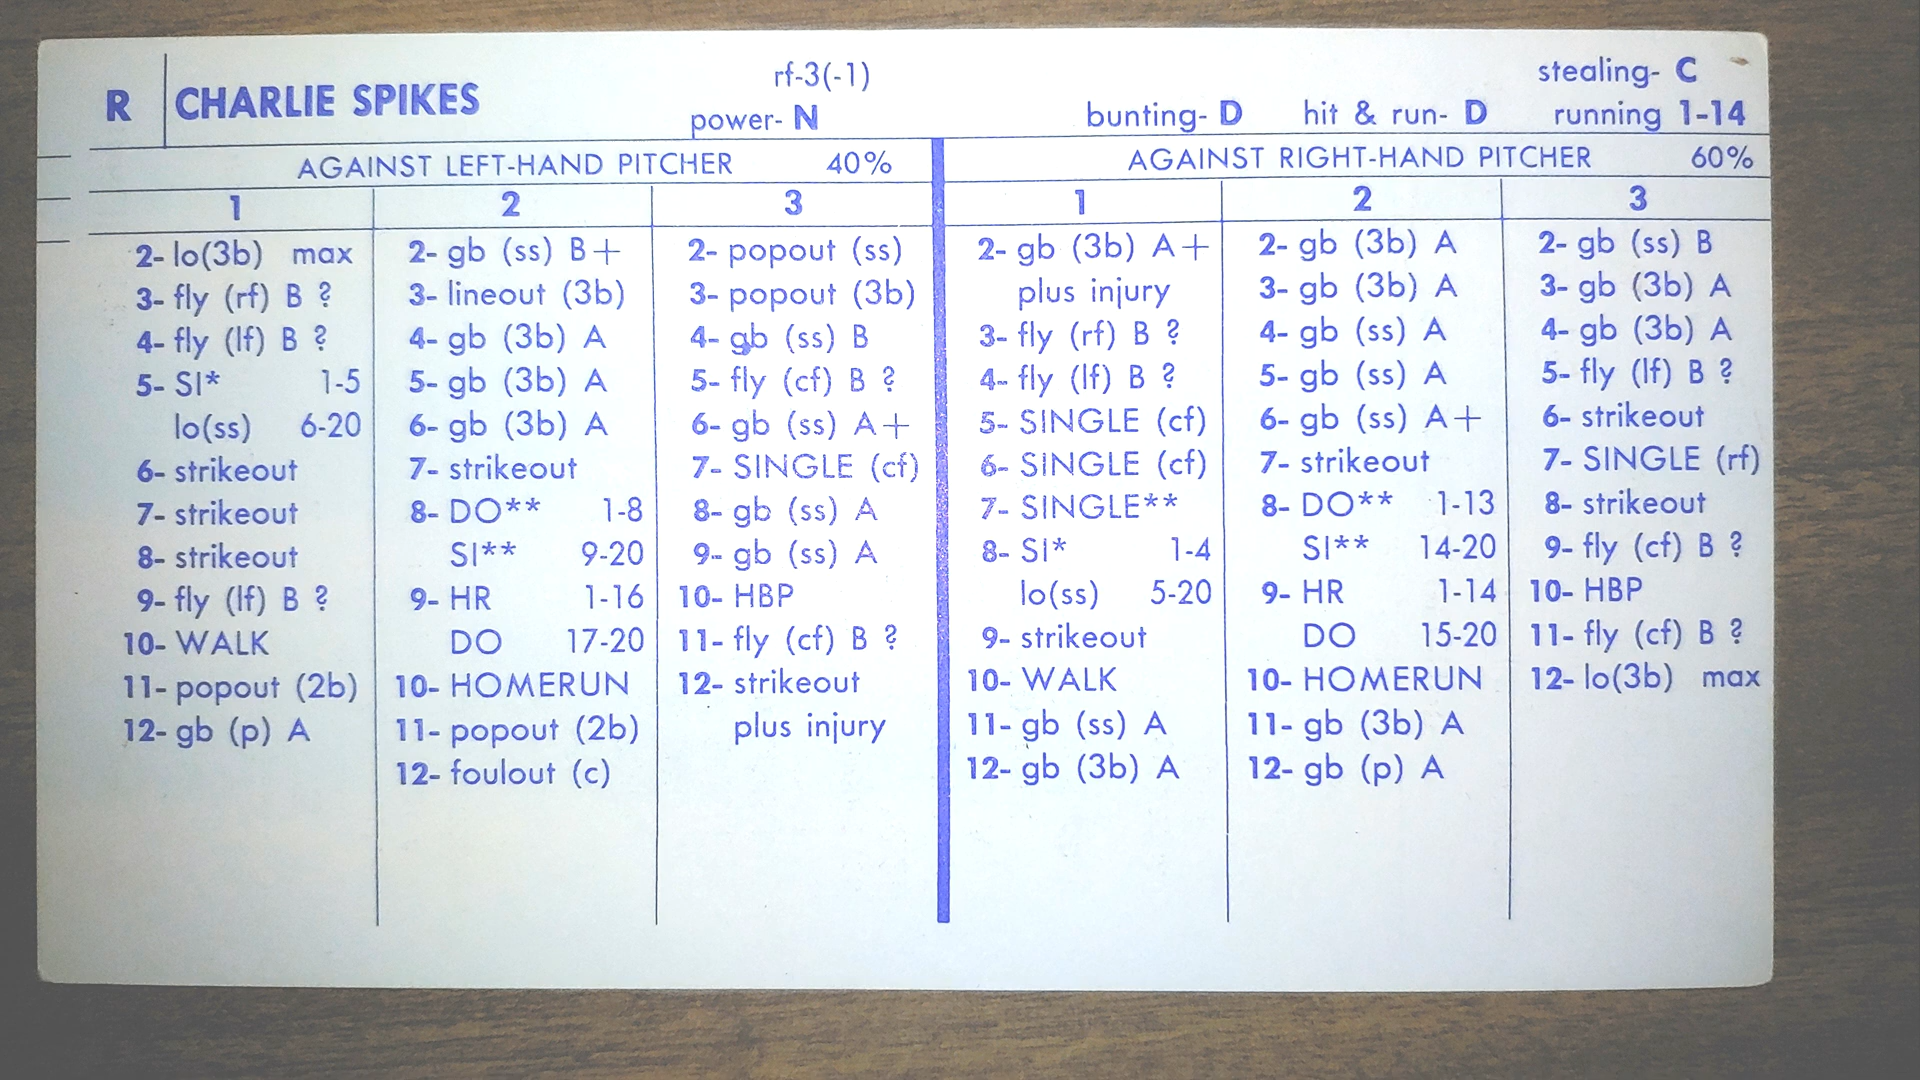 rf-3(-1)
stealing- C
R CHARLIE SPIKES
power- N
bunting- D
hit & run- D
running 1-14
AGAINST LEFT-HAND PITCHER 40%
1 2 3
2- lo(3b) max
3- fly (rf) B ?
4- fly (lf) B ?
5- SI* 1-5
lo(ss) 6-20
6- strikeout
7- strikeout
8- strikeout
9- fly (lf) B ?
10- WALK
11- popout (2b)
12- gb (p) A
2- gb (ss) B+
3- lineout (3b)
4- gb (3b) A
5- gb (3b) A
6- gb (3b) A
7- strikeout
8- DO** 1-8
SI** 9-20
9- HR 1-16
DO 17-20
10- HOMERUN
11- popout (2b)
12- foulout (c)
2- popout (ss)
3- popout (3b)
4- gb (ss) B
5- fly (cf) B ?
6- gb (ss) A+
7- SINGLE (cf)
8- gb (ss) A
9- gb (ss) A
10- HBP
11- fly (cf) B ?
12- strikeout
plus injury
AGAINST RIGHT-HAND PITCHER 60%
1 2 3
2- gb (3b) A+
plus injury
3- fly (rf) B ?
4- fly (lf) B ?
5- SINGLE (cf)
6- SINGLE (cf)
7- SINGLE**
8- SI* 1-4
lo(ss) 5-20
9- strikeout
10- WALK
11- gb (ss) A
12- gb (3b) A
2- gb (3b) A
3- gb (3b) A
4- gb (ss) A
5- gb (ss) A
6- gb (ss) A+
7- strikeout
8- DO** 1-13
SI** 14-20
9- HR 1-14
DO 15-20
10- HOMERUN
11- gb (3b) A
12- gb (p) A
2- gb (ss) B
3- gb (3b) A
4- gb (3b) A
5- fly (lf) B ?
6- strikeout
7- SINGLE (rf)
8- strikeout
9- fly (cf) B ?
10- HBP
11- fly (cf) B ?
12- lo(3b) max